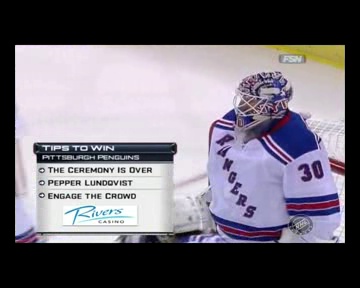 FSN
TIPS TO WIN
PITTSBURGH PENGUINS
THE CEREMONY IS OVER
PEPPER LUNDQVIST
ENGAGE THE CROWD
Rivers
CASINO
RANGERS
30